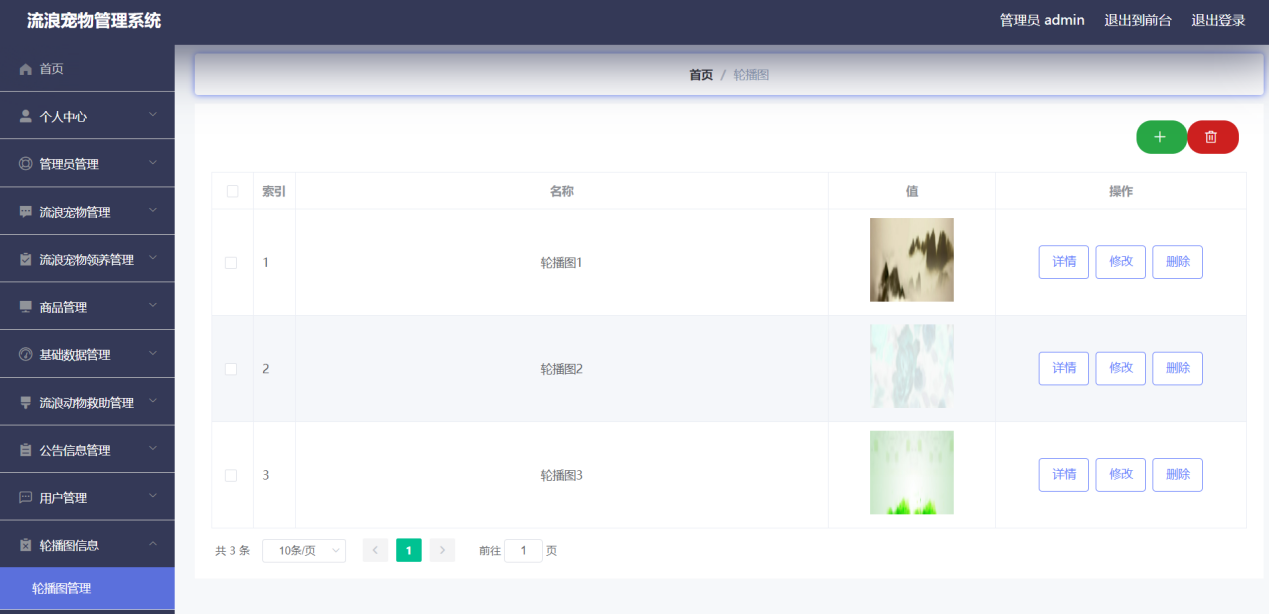 流浪宠物管理系统
管理员 admin 退出到前台 退出登录
首页
个人中心
管理员管理
流浪宠物管理
流浪宠物领养管理
商品管理
基础数据管理
流浪动物救助管理
公告信息管理
用户管理
轮播图信息
轮播图管理
首页 / 轮播图
索引 名称 值 操作
1 轮播图1 详情 修改 删除
2 轮播图2 详情 修改 删除
3 轮播图3 详情 修改 删除
共 3 条 10条/页 1 前往 1 页